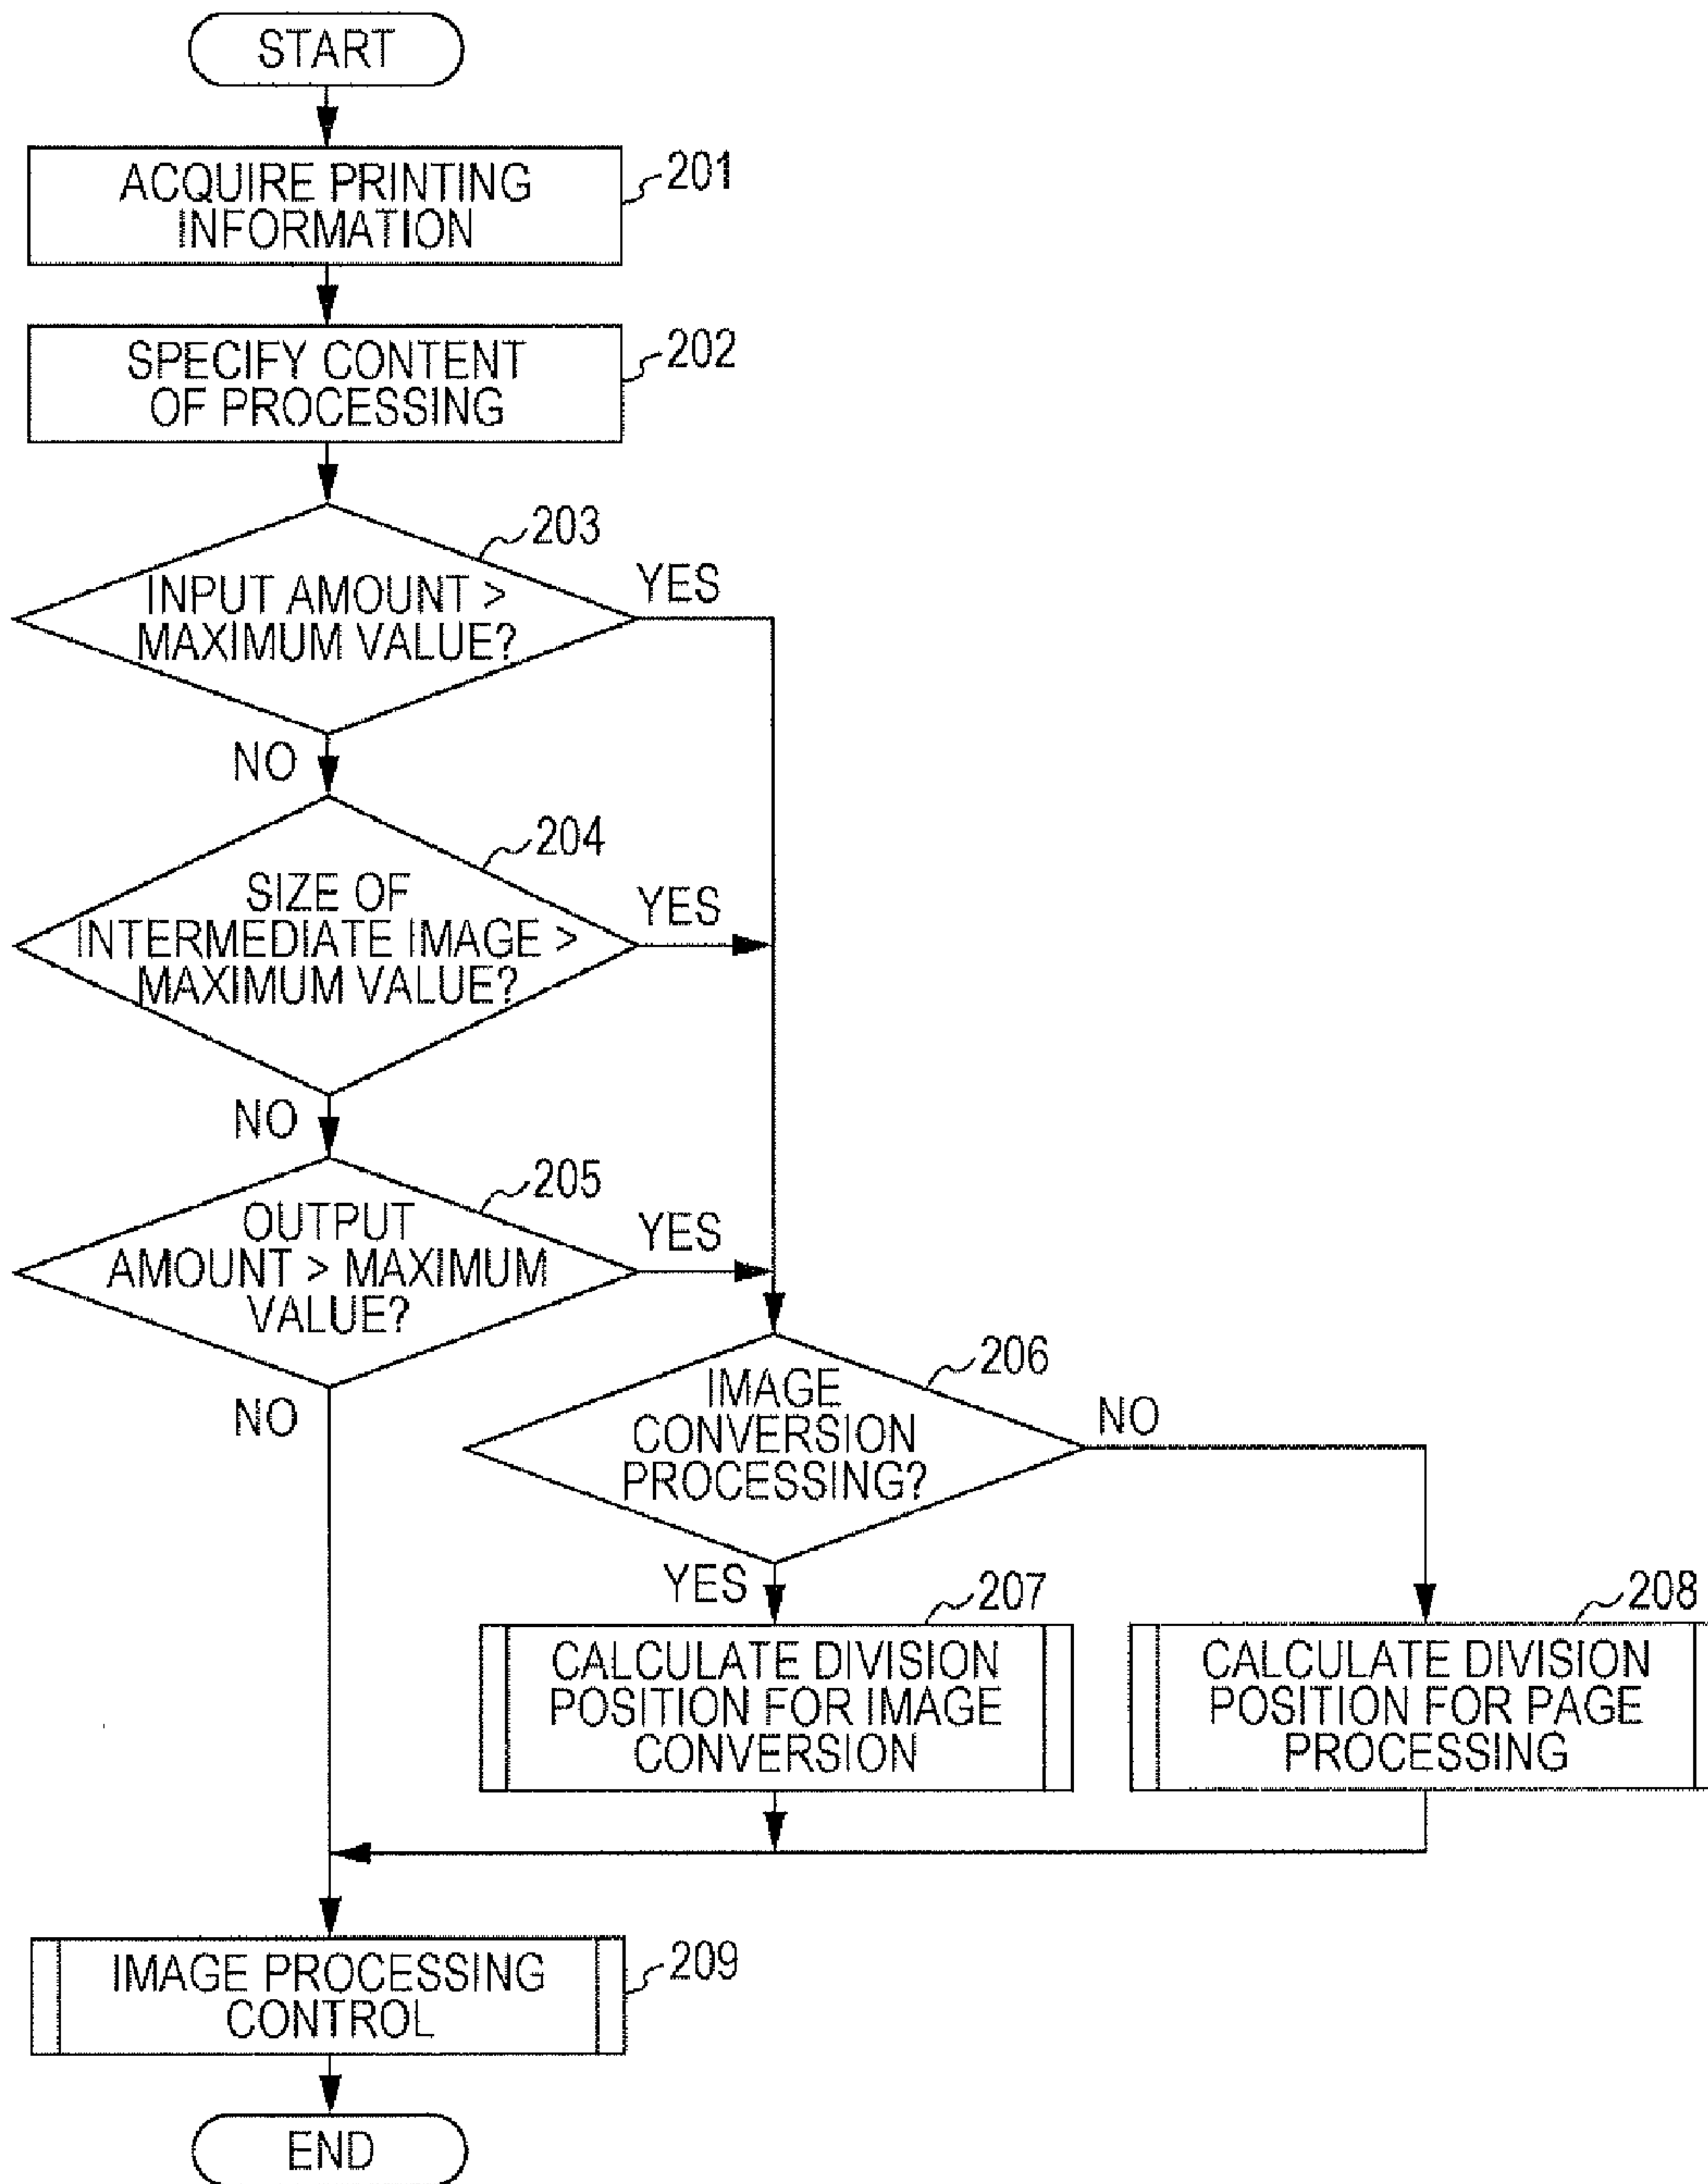 START
ACQUIRE PRINTING
INFORMATION
201
SPECIFY CONTENT
OF PROCESSING
202
203
INPUT AMOUNT >
MAXIMUM VALUE?
YES
NO
204
SIZE OF
INTERMEDIATE IMAGE >
MAXIMUM VALUE?
YES
NO
205
OUTPUT
AMOUNT > MAXIMUM
VALUE?
YES
NO
206
IMAGE
CONVERSION
PROCESSING?
NO
YES
207
CALCULATE DIVISION
POSITION FOR IMAGE
CONVERSION
208
CALCULATE DIVISION
POSITION FOR PAGE
PROCESSING
IMAGE PROCESSING
CONTROL
209
END